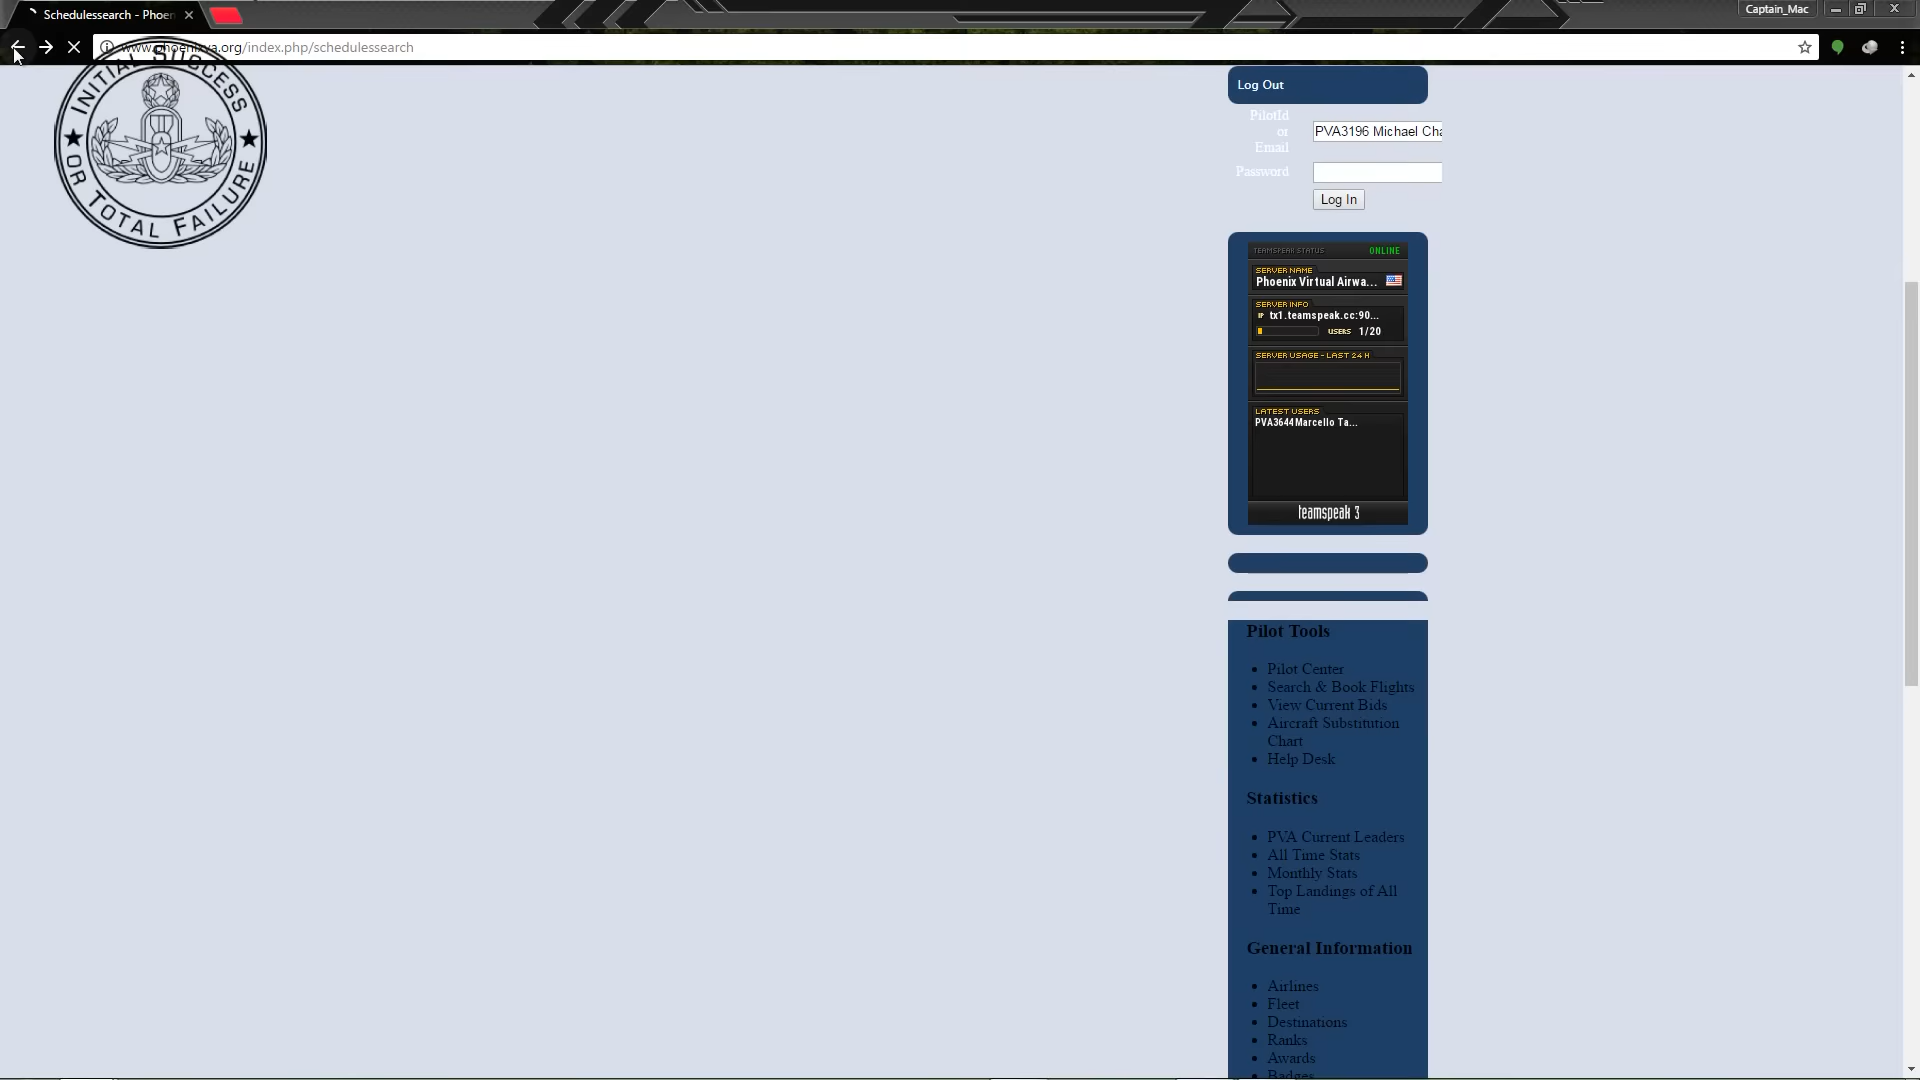 Schedulessearch - Phoen
Captain_Mac
www.phoenixva.org/index.php/schedulessearch
INITIAL SUCCESS
OR TOTAL FAILURE
Log Out
PilotId
or
Email
PVA3196 Michael Cha
Password
Log In
TEAMSPEAK STATUS
ONLINE
SERVER NAME
Phoenix Virtual Airwa...
SERVER INFO
IP tx1.teamspeak.cc:90...
USERS 1/20
SERVER USAGE - LAST 24 H
LATEST USERS
PVA3644 Marcello Ta...
teamspeak 3
Pilot Tools
Pilot Center
Search & Book Flights
View Current Bids
Aircraft Substitution
Chart
Help Desk
Statistics
PVA Current Leaders
All Time Stats
Monthly Stats
Top Landings of All
Time
General Information
Airlines
Fleet
Destinations
Ranks
Awards
Badges